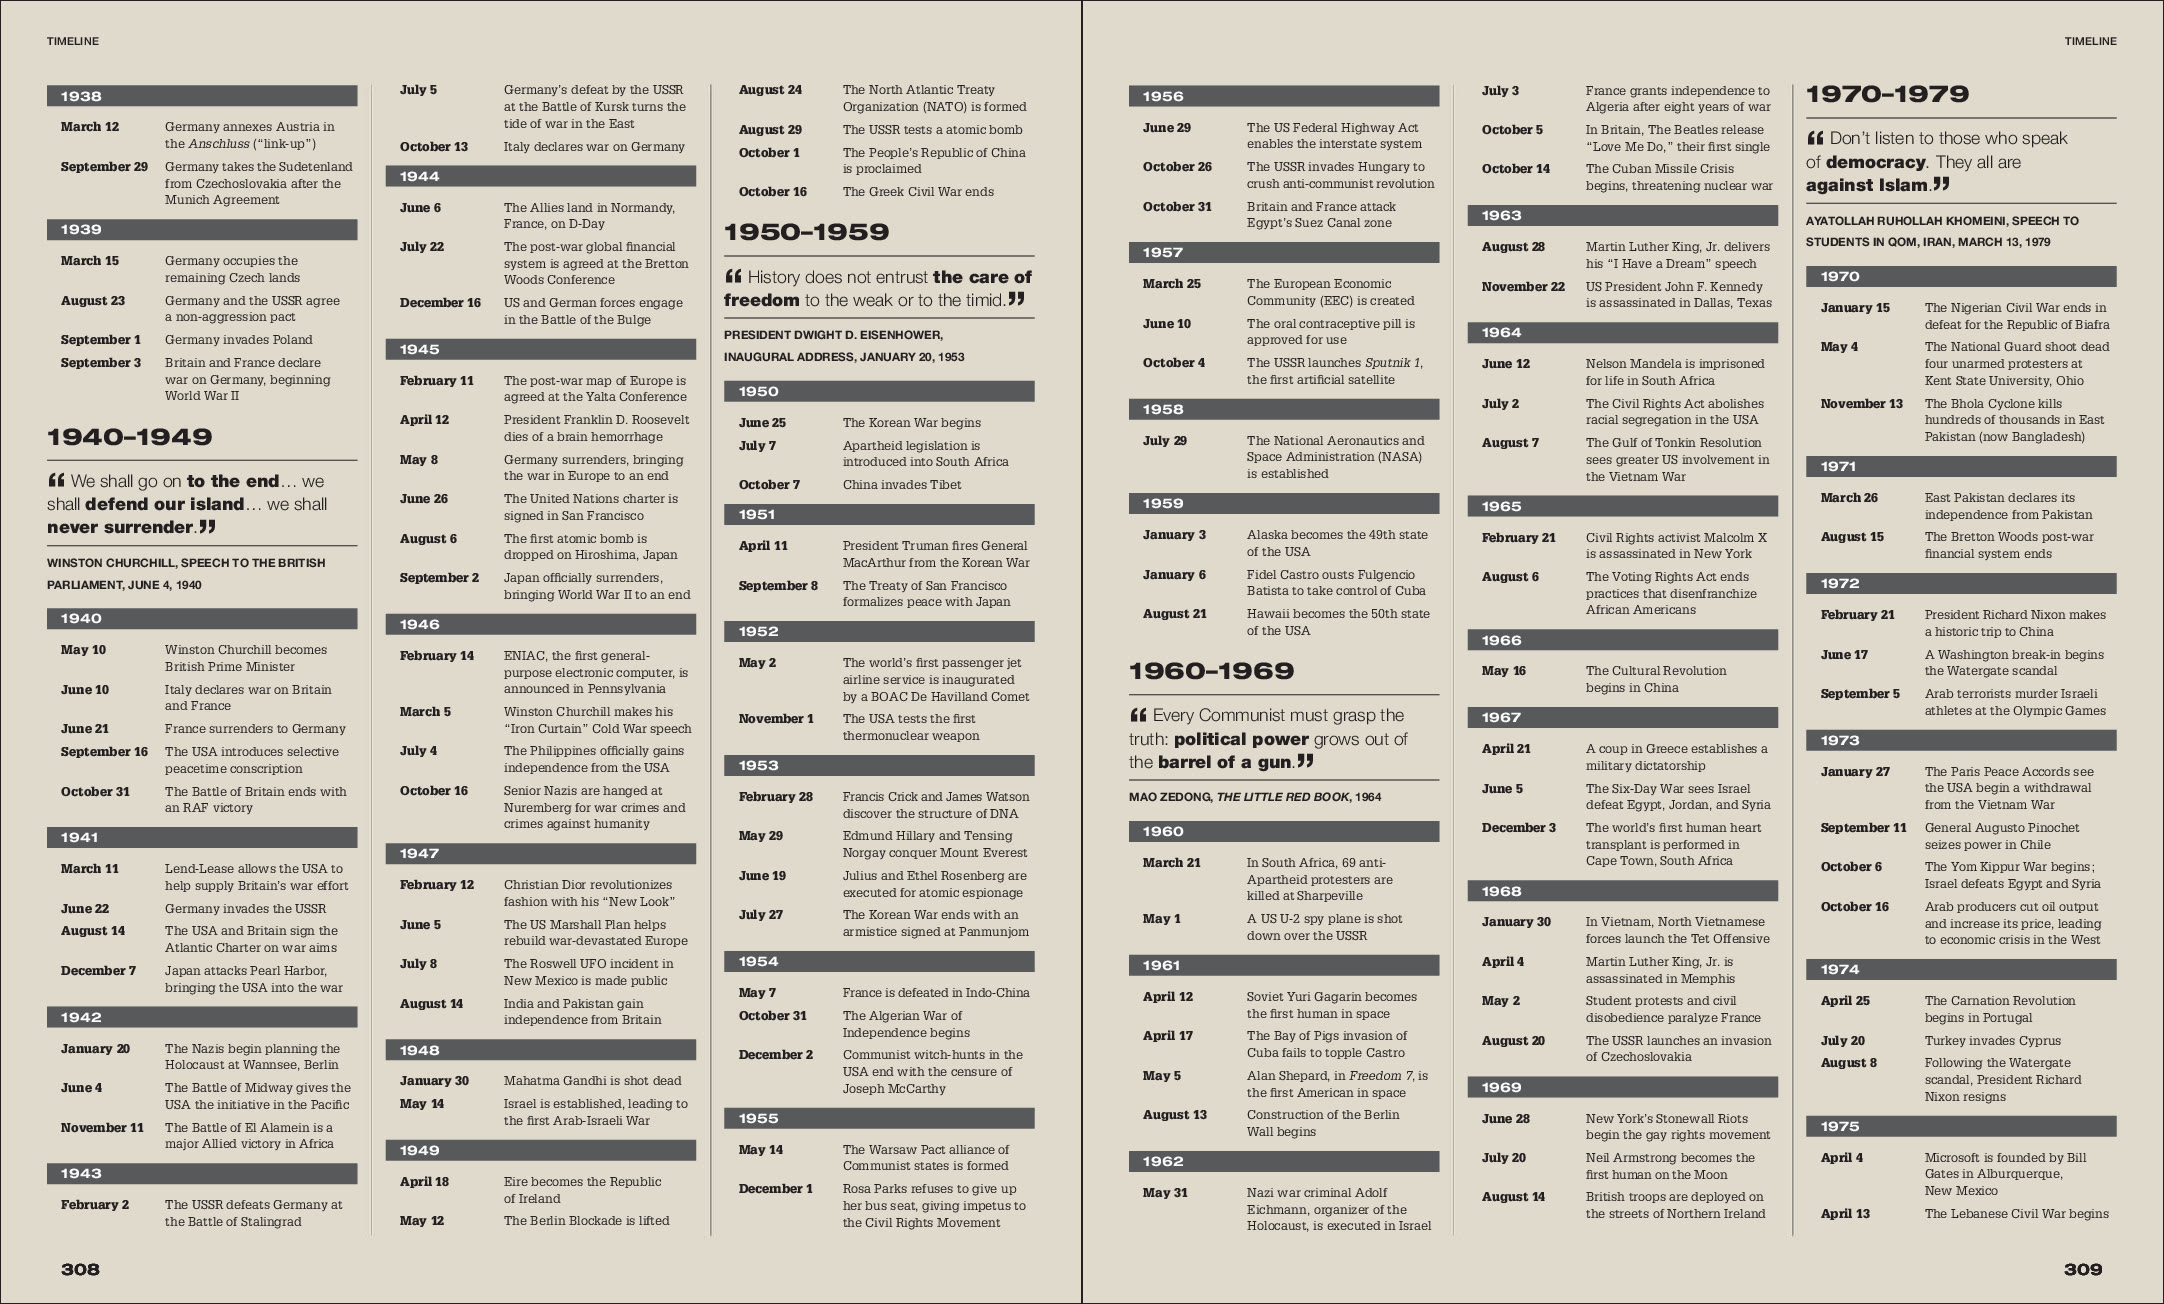 TIMELINE
1938
March 12 Germany annexes Austria in
the Anschluss (“link-up”)
September 29 Germany takes the Sudetenland
from Czechoslovakia after the
Munich Agreement
1939
March 15 Germany occupies the
remaining Czech lands
August 23 Germany and the USSR agree
a non-aggression pact
September 1 Germany invades Poland
September 3 Britain and France declare
war on Germany, beginning
World War II
1940–1949
“ We shall go on to the end… we
shall defend our island… we shall
never surrender.”
WINSTON CHURCHILL, SPEECH TO THE BRITISH
PARLIAMENT, JUNE 4, 1940
1940
May 10 Winston Churchill becomes
British Prime Minister
June 10 Italy declares war on Britain
and France
June 21 France surrenders to Germany
September 16 The USA introduces selective
peacetime conscription
October 31 The Battle of Britain ends with
an RAF victory
1941
March 11 Lend-Lease allows the USA to
help supply Britain’s war effort
June 22 Germany invades the USSR
August 14 The USA and Britain sign the
Atlantic Charter on war aims
December 7 Japan attacks Pearl Harbor,
bringing the USA into the war
1942
January 20 The Nazis begin planning the
Holocaust at Wannsee, Berlin
June 4 The Battle of Midway gives the
USA the initiative in the Pacific
November 11 The Battle of El Alamein is a
major Allied victory in Africa
1943
February 2 The USSR defeats Germany at
the Battle of Stalingrad
July 5 Germany’s defeat by the USSR
at the Battle of Kursk turns the
tide of war in the East
October 13 Italy declares war on Germany
1944
June 6 The Allies land in Normandy,
France, on D-Day
July 22 The post-war global financial
system is agreed at the Bretton
Woods Conference
December 16 US and German forces engage
in the Battle of the Bulge
1945
February 11 The post-war map of Europe is
agreed at the Yalta Conference
April 12 President Franklin D. Roosevelt
dies of a brain hemorrhage
May 8 Germany surrenders, bringing
the war in Europe to an end
June 26 The United Nations charter is
signed in San Francisco
August 6 The first atomic bomb is
dropped on Hiroshima, Japan
September 2 Japan officially surrenders,
bringing World War II to an end
1946
February 14 ENIAC, the first general-
purpose electronic computer, is
announced in Pennsylvania
March 5 Winston Churchill makes his
“Iron Curtain” Cold War speech
July 4 The Philippines officially gains
independence from the USA
October 16 Senior Nazis are hanged at
Nuremberg for war crimes and
crimes against humanity
1947
February 12 Christian Dior revolutionizes
fashion with his “New Look”
June 5 The US Marshall Plan helps
rebuild war-devastated Europe
July 8 The Roswell UFO incident in
New Mexico is made public
August 14 India and Pakistan gain
independence from Britain
1948
January 30 Mahatma Gandhi is shot dead
May 14 Israel is established, leading to
the first Arab-Israeli War
1949
April 18 Eire becomes the Republic
of Ireland
May 12 The Berlin Blockade is lifted
August 24 The North Atlantic Treaty
Organization (NATO) is formed
August 29 The USSR tests a atomic bomb
October 1 The People’s Republic of China
is proclaimed
October 16 The Greek Civil War ends
1950–1959
“ History does not entrust the care of
freedom to the weak or to the timid.”
PRESIDENT DWIGHT D. EISENHOWER,
INAUGURAL ADDRESS, JANUARY 20, 1953
1950
June 25 The Korean War begins
July 7 Apartheid legislation is
introduced into South Africa
October 7 China invades Tibet
1951
April 11 President Truman fires General
MacArthur from the Korean War
September 8 The Treaty of San Francisco
formalizes peace with Japan
1952
May 2 The world’s first passenger jet
airline service is inaugurated
by a BOAC De Havilland Comet
November 1 The USA tests the first
thermonuclear weapon
1953
February 28 Francis Crick and James Watson
discover the structure of DNA
May 29 Edmund Hillary and Tensing
Norgay conquer Mount Everest
June 19 Julius and Ethel Rosenberg are
executed for atomic espionage
July 27 The Korean War ends with an
armistice signed at Panmunjom
1954
May 7 France is defeated in Indo-China
October 31 The Algerian War of
Independence begins
December 2 Communist witch-hunts in the
USA end with the censure of
Joseph McCarthy
1955
May 14 The Warsaw Pact alliance of
Communist states is formed
December 1 Rosa Parks refuses to give up
her bus seat, giving impetus to
the Civil Rights Movement
308
TIMELINE
1956
June 29 The US Federal Highway Act
enables the interstate system
October 26 The USSR invades Hungary to
crush anti-communist revolution
October 31 Britain and France attack
Egypt’s Suez Canal zone
1957
March 25 The European Economic
Community (EEC) is created
June 10 The oral contraceptive pill is
approved for use
October 4 The USSR launches Sputnik 1,
the first artificial satellite
1958
July 29 The National Aeronautics and
Space Administration (NASA)
is established
1959
January 3 Alaska becomes the 49th state
of the USA
January 6 Fidel Castro ousts Fulgencio
Batista to take control of Cuba
August 21 Hawaii becomes the 50th state
of the USA
1960–1969
“ Every Communist must grasp the
truth: political power grows out of
the barrel of a gun.”
MAO ZEDONG, THE LITTLE RED BOOK, 1964
1960
March 21 In South Africa, 69 anti-
Apartheid protesters are
killed at Sharpeville
May 1 A US U-2 spy plane is shot
down over the USSR
1961
April 12 Soviet Yuri Gagarin becomes
the first human in space
April 17 The Bay of Pigs invasion of
Cuba fails to topple Castro
May 5 Alan Shepard, in Freedom 7, is
the first American in space
August 13 Construction of the Berlin
Wall begins
1962
May 31 Nazi war criminal Adolf
Eichmann, organizer of the
Holocaust, is executed in Israel
July 3 France grants independence to
Algeria after eight years of war
October 5 In Britain, The Beatles release
“Love Me Do,” their first single
October 14 The Cuban Missile Crisis
begins, threatening nuclear war
1963
August 28 Martin Luther King, Jr. delivers
his “I Have a Dream” speech
November 22 US President John F. Kennedy
is assassinated in Dallas, Texas
1964
June 12 Nelson Mandela is imprisoned
for life in South Africa
July 2 The Civil Rights Act abolishes
racial segregation in the USA
August 7 The Gulf of Tonkin Resolution
sees greater US involvement in
the Vietnam War
1965
February 21 Civil Rights activist Malcolm X
is assassinated in New York
August 6 The Voting Rights Act ends
practices that disenfranchize
African Americans
1966
May 16 The Cultural Revolution
begins in China
1967
April 21 A coup in Greece establishes a
military dictatorship
June 5 The Six-Day War sees Israel
defeat Egypt, Jordan, and Syria
December 3 The world’s first human heart
transplant is performed in
Cape Town, South Africa
1968
January 30 In Vietnam, North Vietnamese
forces launch the Tet Offensive
April 4 Martin Luther King, Jr. is
assassinated in Memphis
May 2 Student protests and civil
disobedience paralyze France
August 20 The USSR launches an invasion
of Czechoslovakia
1969
June 28 New York’s Stonewall Riots
begin the gay rights movement
July 20 Neil Armstrong becomes the
first human on the Moon
August 14 British troops are deployed on
the streets of Northern Ireland
1970–1979
“ Don’t listen to those who speak
of democracy. They all are
against Islam.”
AYATOLLAH RUHOLLAH KHOMEINI, SPEECH TO
STUDENTS IN QOM, IRAN, MARCH 13, 1979
1970
January 15 The Nigerian Civil War ends in
defeat for the Republic of Biafra
May 4 The National Guard shoot dead
four unarmed protesters at
Kent State University, Ohio
November 13 The Bhola Cyclone kills
hundreds of thousands in East
Pakistan (now Bangladesh)
1971
March 26 East Pakistan declares its
independence from Pakistan
August 15 The Bretton Woods post-war
financial system ends
1972
February 21 President Richard Nixon makes
a historic trip to China
June 17 A Washington break-in begins
the Watergate scandal
September 5 Arab terrorists murder Israeli
athletes at the Olympic Games
1973
January 27 The Paris Peace Accords see
the USA begin a withdrawal
from the Vietnam War
September 11 General Augusto Pinochet
seizes power in Chile
October 6 The Yom Kippur War begins;
Israel defeats Egypt and Syria
October 16 Arab producers cut oil output
and increase its price, leading
to economic crisis in the West
1974
April 25 The Carnation Revolution
begins in Portugal
July 20 Turkey invades Cyprus
August 8 Following the Watergate
scandal, President Richard
Nixon resigns
1975
April 4 Microsoft is founded by Bill
Gates in Alburquerque,
New Mexico
April 13 The Lebanese Civil War begins
309